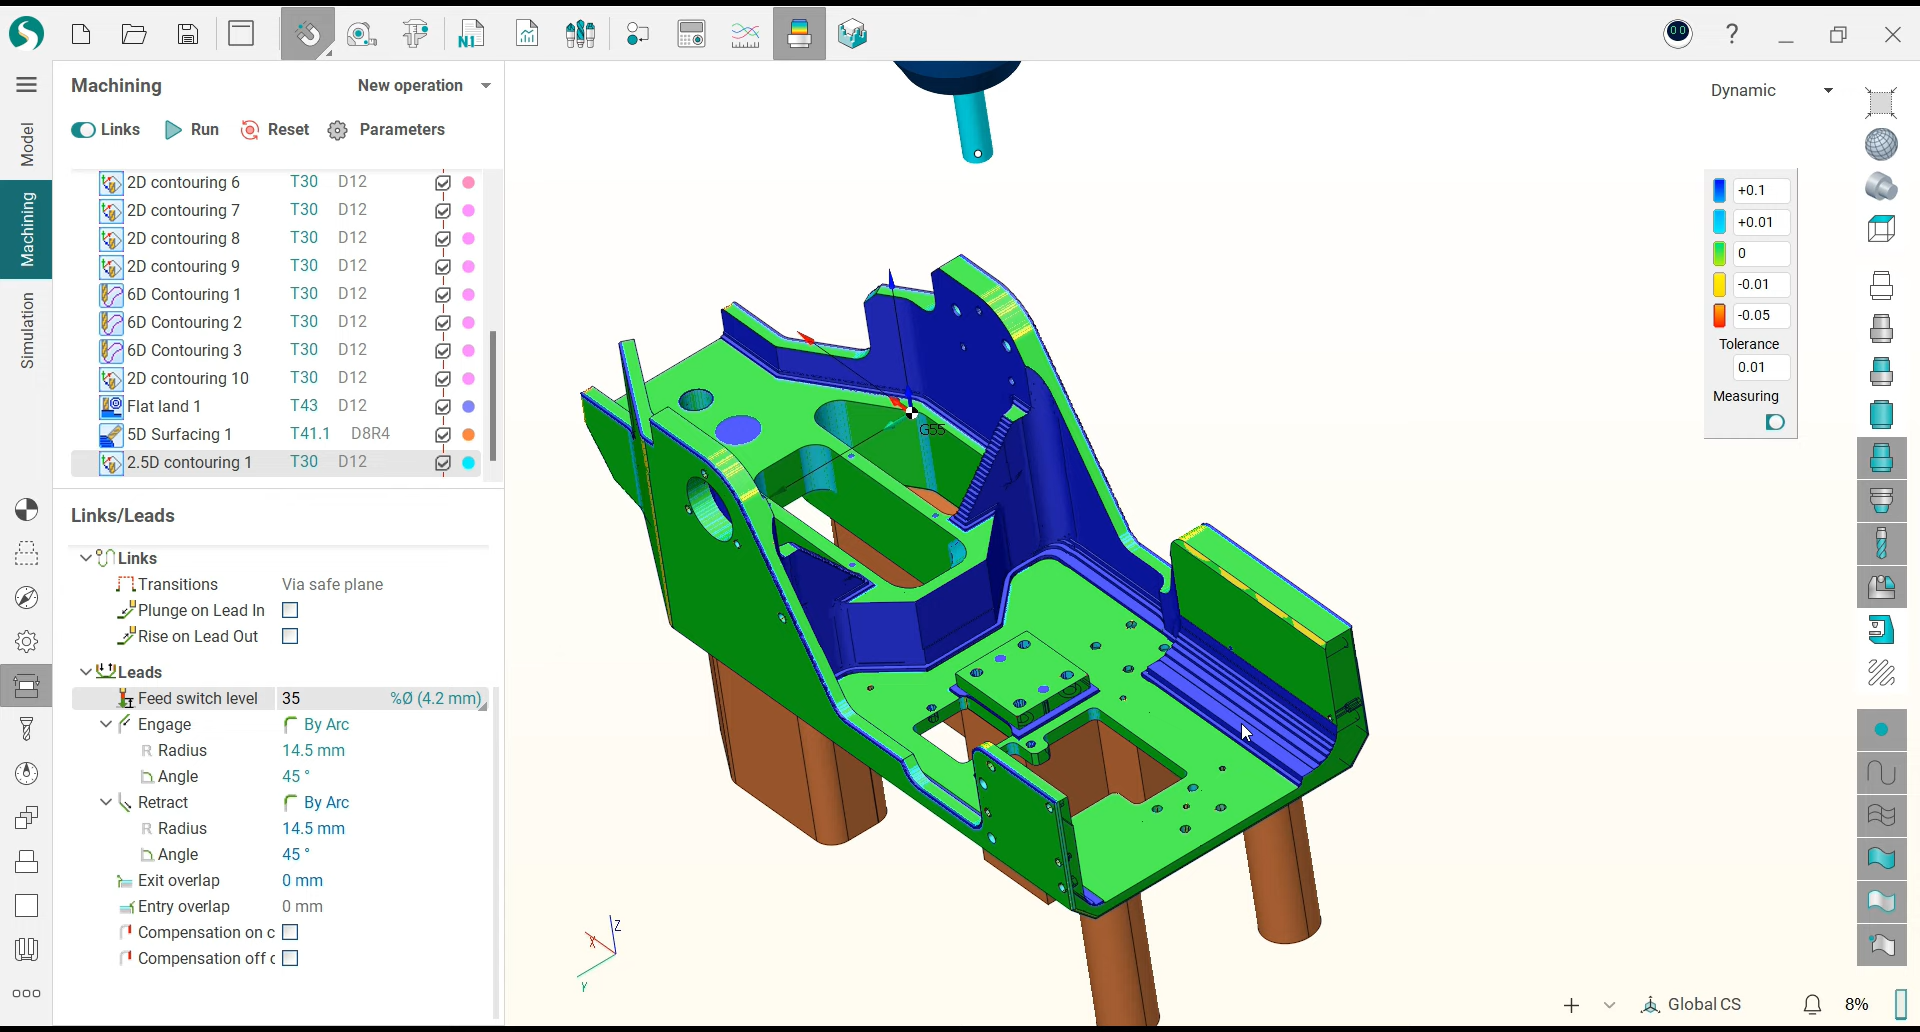 N1
?
Machining
New operation
Links
Run
Reset
Parameters
Model
Machining
Simulation
2D contouring 6 T30 D12
2D contouring 7 T30 D12
2D contouring 8 T30 D12
2D contouring 9 T30 D12
6D Contouring 1 T30 D12
6D Contouring 2 T30 D12
6D Contouring 3 T30 D12
2D contouring 10 T30 D12
Flat land 1 T43 D12
5D Surfacing 1 T41.1 D8R4
2.5D contouring 1 T30 D12
Links/Leads
Links
Transitions Via safe plane
Plunge on Lead In
Rise on Lead Out
Leads
Feed switch level 35 %Ø (4.2 mm)
Engage By Arc
R Radius 14.5 mm
Angle 45 °
Retract By Arc
R Radius 14.5 mm
Angle 45 °
Exit overlap 0 mm
Entry overlap 0 mm
Compensation on c
Compensation off c
Dynamic
+0.1
+0.01
0
-0.01
-0.05
Tolerance
0.01
Measuring
G55
Z
X
Y
Global CS
8%